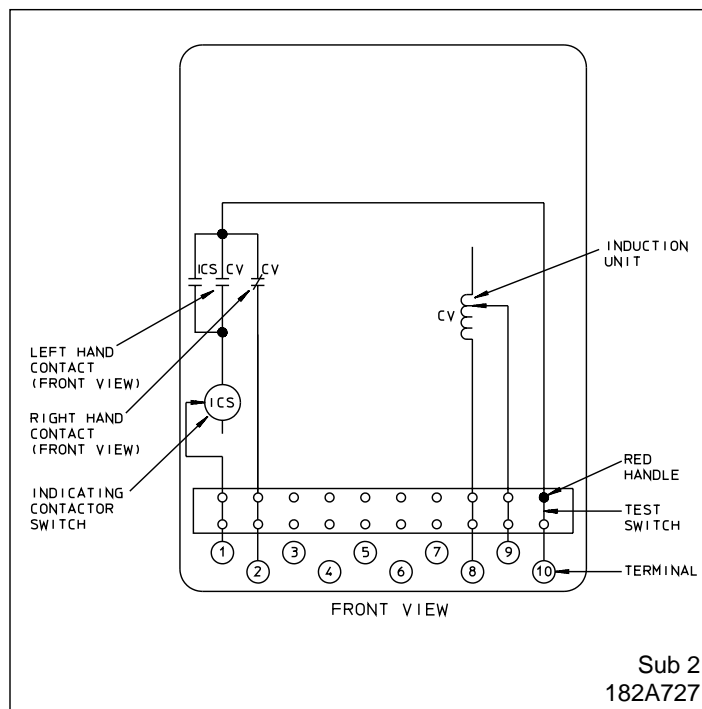 INDUCTION
UNIT
ICS CV CV
CV
LEFT HAND
CONTACT
(FRONT VIEW)
ICS
RIGHT HAND
CONTACT
(FRONT VIEW)
INDICATING
CONTACTOR
SWITCH
RED
HANDLE
TEST
SWITCH
1 2 3 4 5 6 7 8 9 10
TERMINAL
FRONT VIEW
Sub 2
182A727